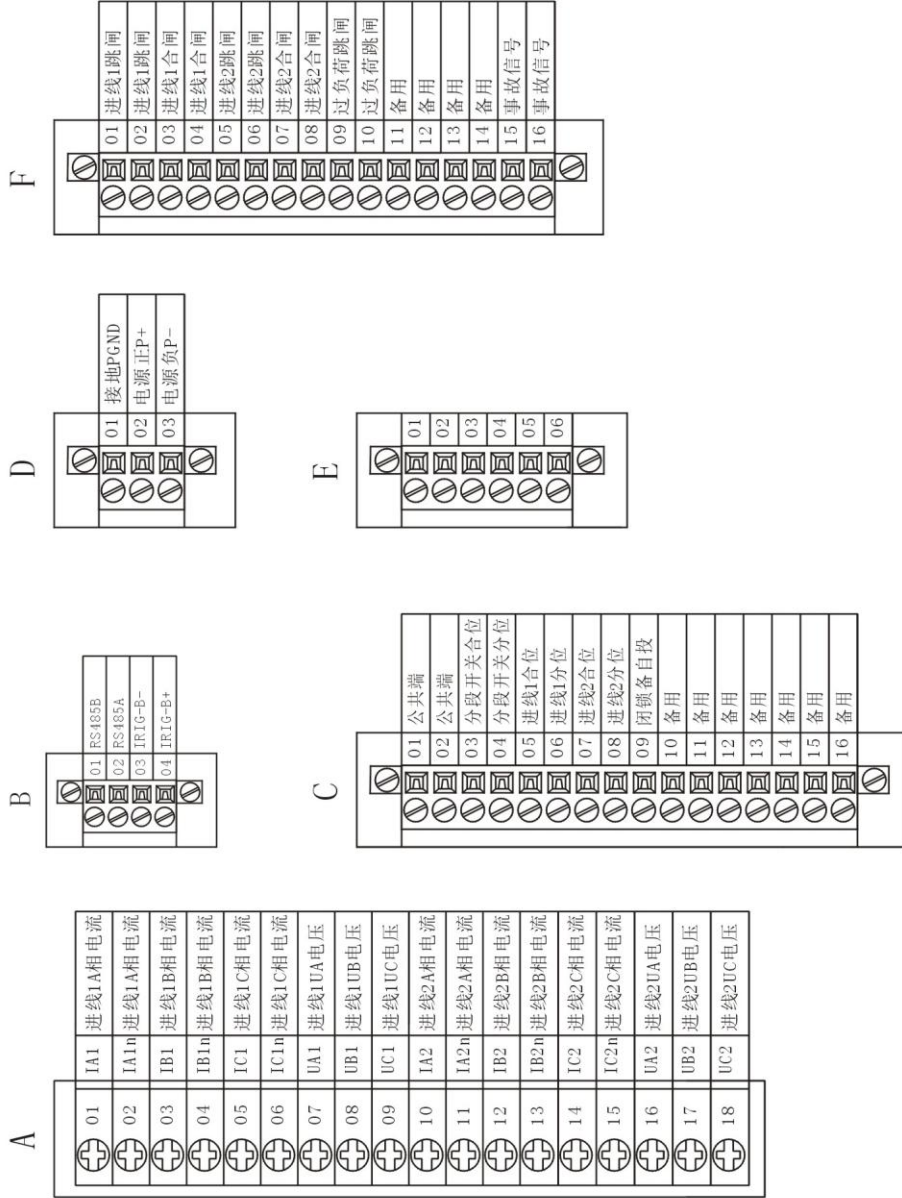 A
01 IA1 进线1A相电流
02 IA1n 进线1A相电流
03 IB1 进线1B相电流
04 IB1n 进线1B相电流
05 IC1 进线1C相电流
06 IC1n 进线1C相电流
07 UA1 进线1UA电压
08 UB1 进线1UB电压
09 UC1 进线1UC电压
10 IA2 进线2A相电流
11 IA2n 进线2A相电流
12 IB2 进线2B相电流
13 IB2n 进线2B相电流
14 IC2 进线2C相电流
15 IC2n 进线2C相电流
16 UA2 进线2UA电压
17 UB2 进线2UB电压
18 UC2 进线2UC电压
B
01 RS485B
02 RS485A
03 IRIG-B-
04 IRIG-B+
C
01 公共端
02 公共端
03 分段开关合位
04 分段开关分位
05 进线1合位
06 进线1分位
07 进线2合位
08 进线2分位
09 闭锁备自投
10 备用
11 备用
12 备用
13 备用
14 备用
15 备用
16 备用
D
01 接地PGND
02 电源正P+
03 电源负P-
E
01
02
03
04
05
06
F
01 进线1跳闸
02 进线1跳闸
03 进线1合闸
04 进线1合闸
05 进线2跳闸
06 进线2跳闸
07 进线2合闸
08 进线2合闸
09 过负荷跳闸
10 过负荷跳闸
11 备用
12 备用
13 备用
14 备用
15 事故信号
16 事故信号